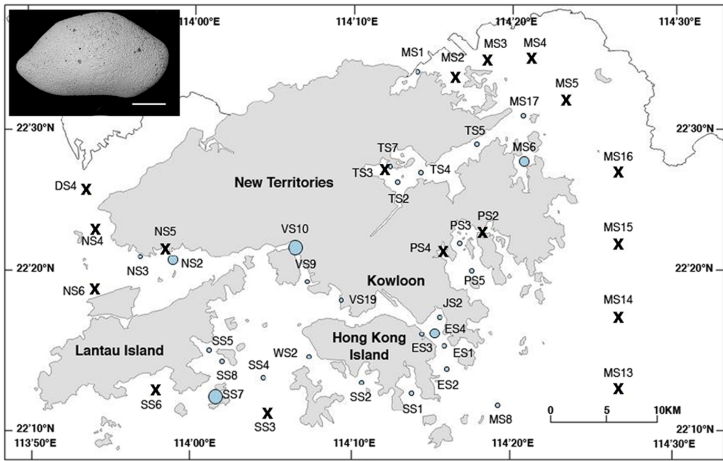 114°00'E
114°10'E
114°20'E
114°30'E
MS1
MS2
MS3
MS4
MS5
MS17
22°30'N
22°30'N
TS7
TS5
MS6
TS3
TS4
MS16
DS4
New Territories
TS2
PS3
PS2
NS4
NS5
VS10
PS4
MS15
NS3
NS2
VS9
22°20'N
22°20'N
Kowloon
PS5
NS6
VS19
JS2
MS14
Lantau Island
Hong Kong
Island
ES4
SS5
WS2
ES3
ES1
SS8
SS4
ES2
MS13
SS6
SS7
SS2
SS1
MS8
0
5
10KM
SS3
22°10'N
22°10'N
113°50'E
114°00'E
114°10'E
114°20'E
114°30'E